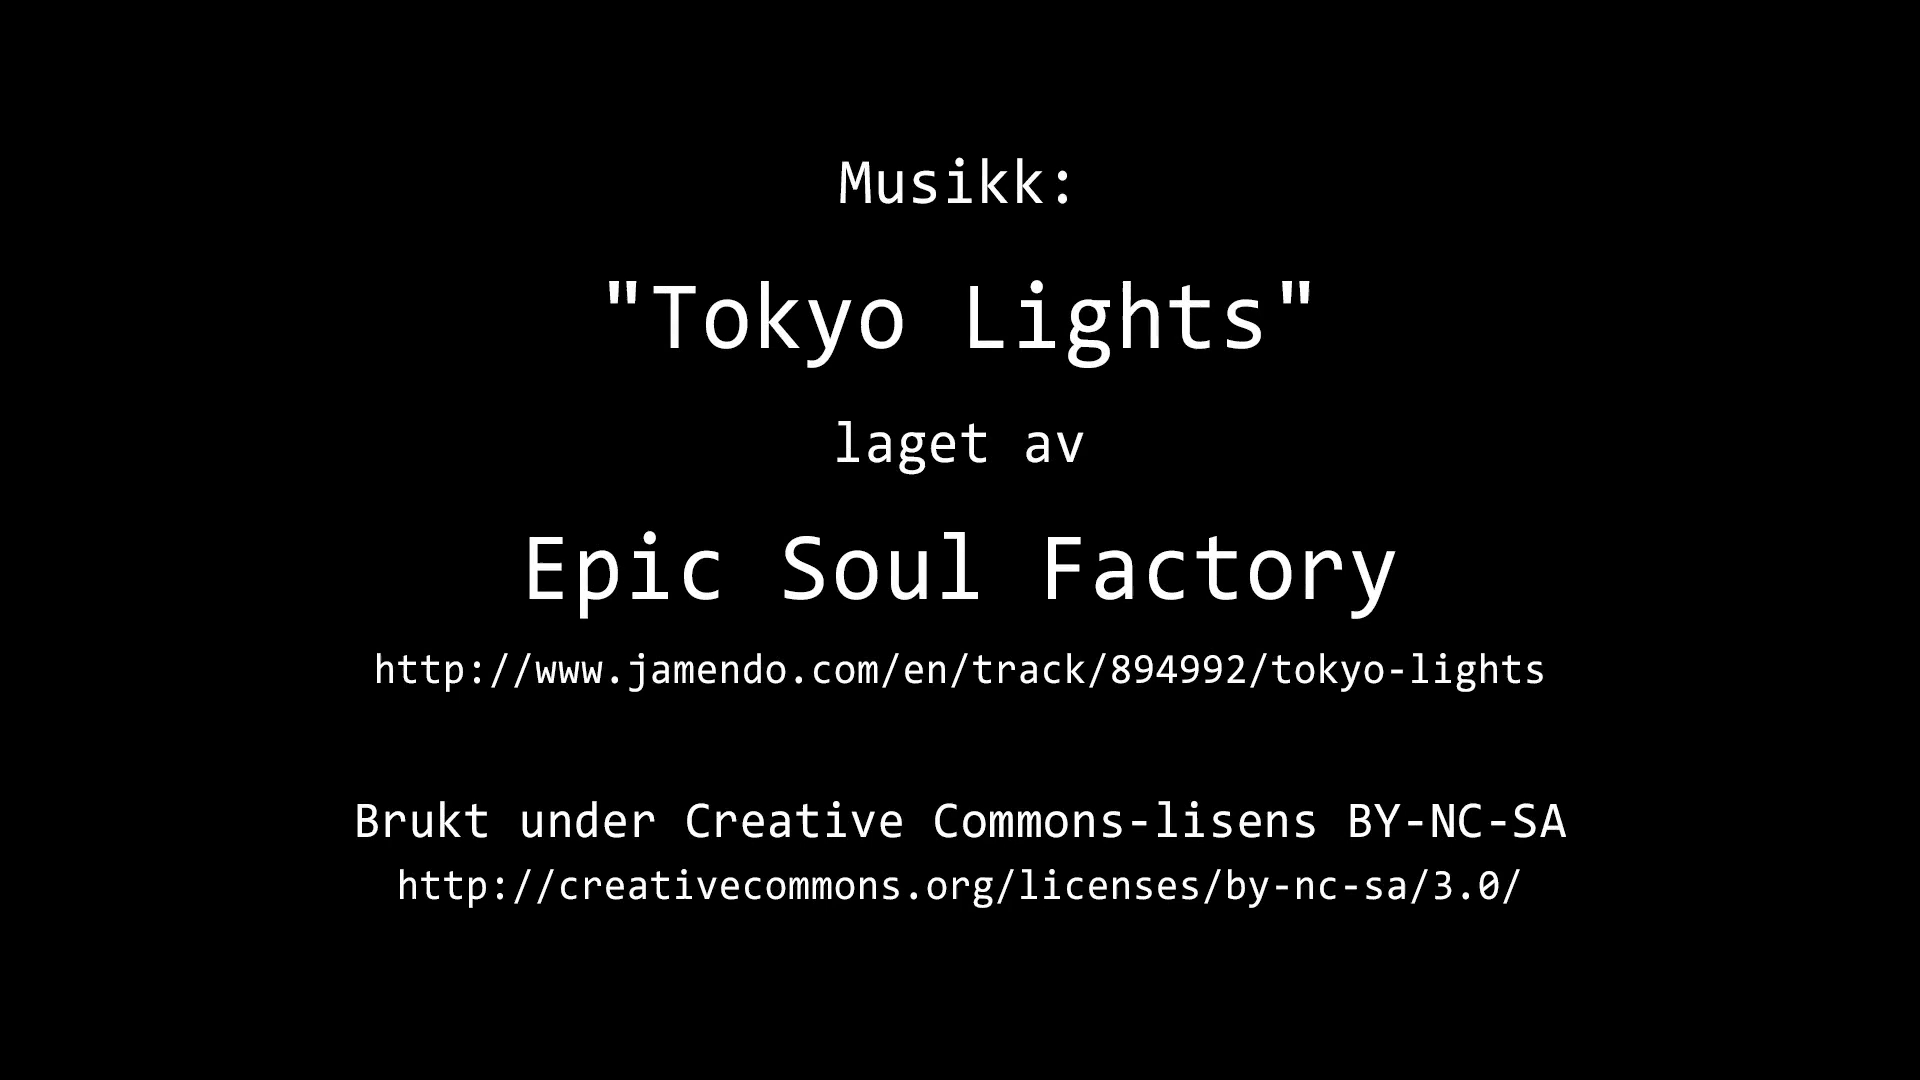 Musikk:
"Tokyo Lights"
laget av
Epic Soul Factory
http://www.jamendo.com/en/track/894992/tokyo-lights
Brukt under Creative Commons-lisens BY-NC-SA
http://creativecommons.org/licenses/by-nc-sa/3.0/